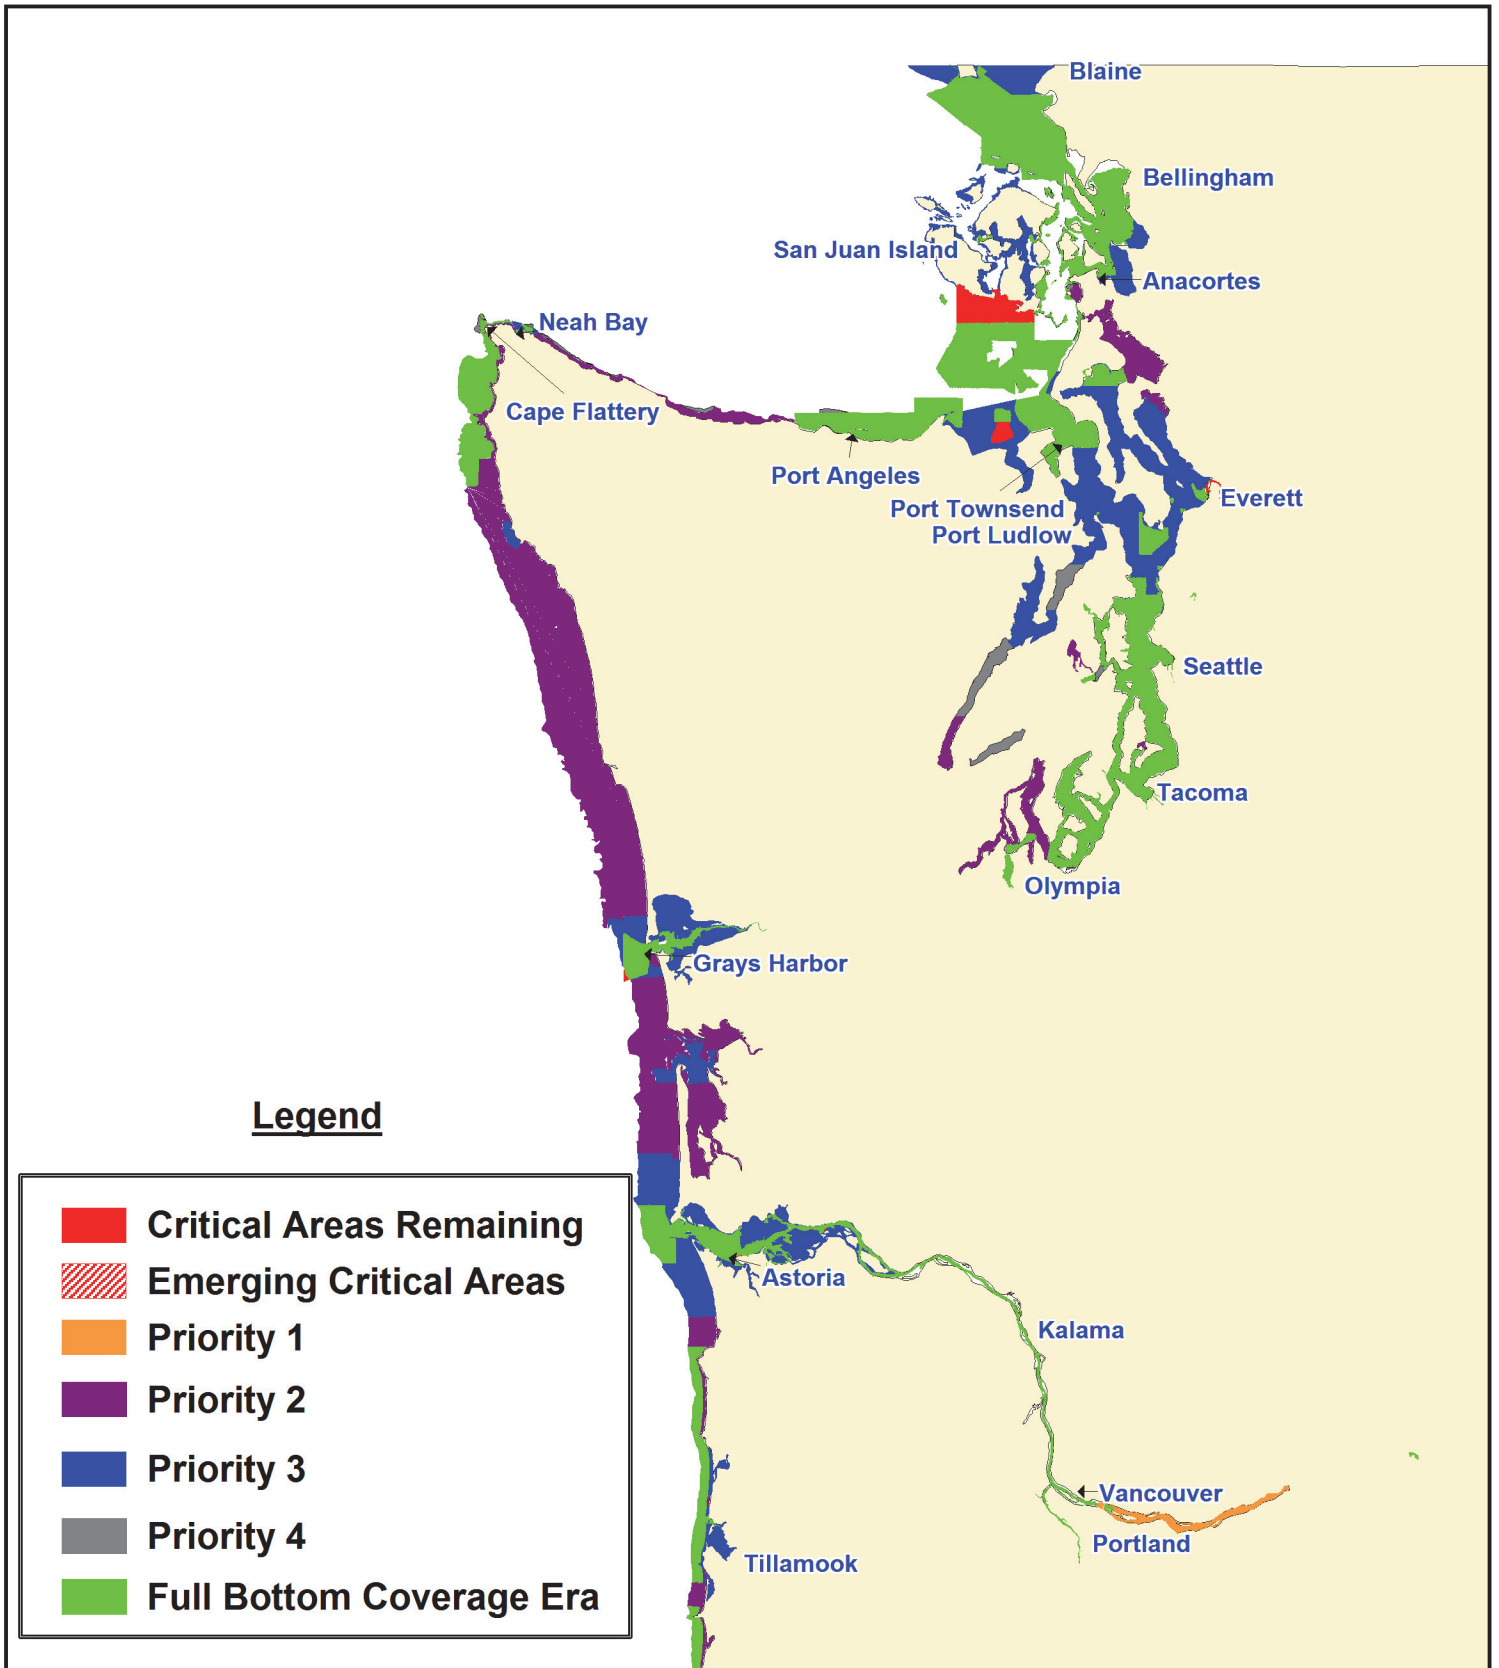 Blaine
Bellingham
San Juan Island
Anacortes
Neah Bay
Cape Flattery
Port Angeles
Port Townsend
Port Ludlow
Everett
Seattle
Tacoma
Olympia
Grays Harbor
Astoria
Kalama
Vancouver
Portland
Tillamook
Legend
Critical Areas Remaining
Emerging Critical Areas
Priority 1
Priority 2
Priority 3
Priority 4
Full Bottom Coverage Era